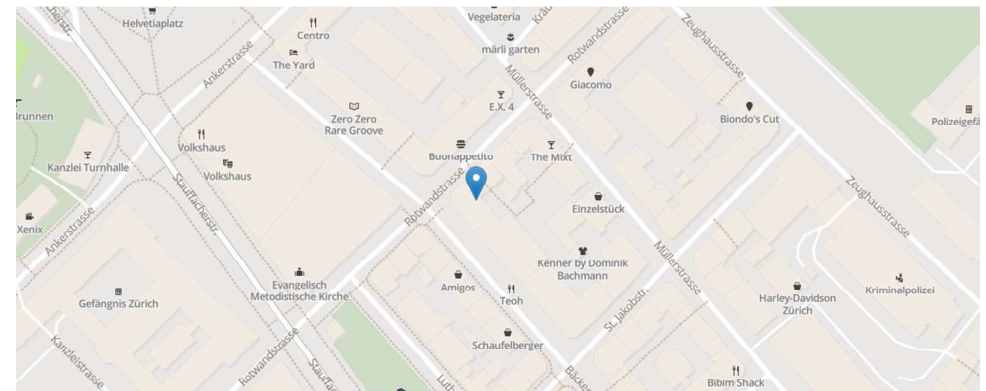 Helvetiaplatz
Centro
The Yard
Ankerstrasse
Vegelateria
märli garten
Rotwandstrasse
Müllerstrasse
Giacomo
Zeughausstrasse
Biondo's Cut
E.X. 4
Zero Zero
Rare Groove
Buonappetito
The Mixt
Volkshaus
Volkshaus
Kanzlei Turnhalle
Stauffacherstr.
Ankerstrasse
Xenix
Rotwandstrasse
Einzelstück
Zeughausstrasse
Kenner by Dominik
Bachmann
Müllerstrasse
Evangelisch
Metodistische Kirche
Gefängnis Zürich
Amigos
Teoh
St. Jakobstr.
Harley-Davidson
Zürich
Kriminalpolizei
Schaufelberger
Kanzleistrasse
Rotwandstrasse
Bibim Shack